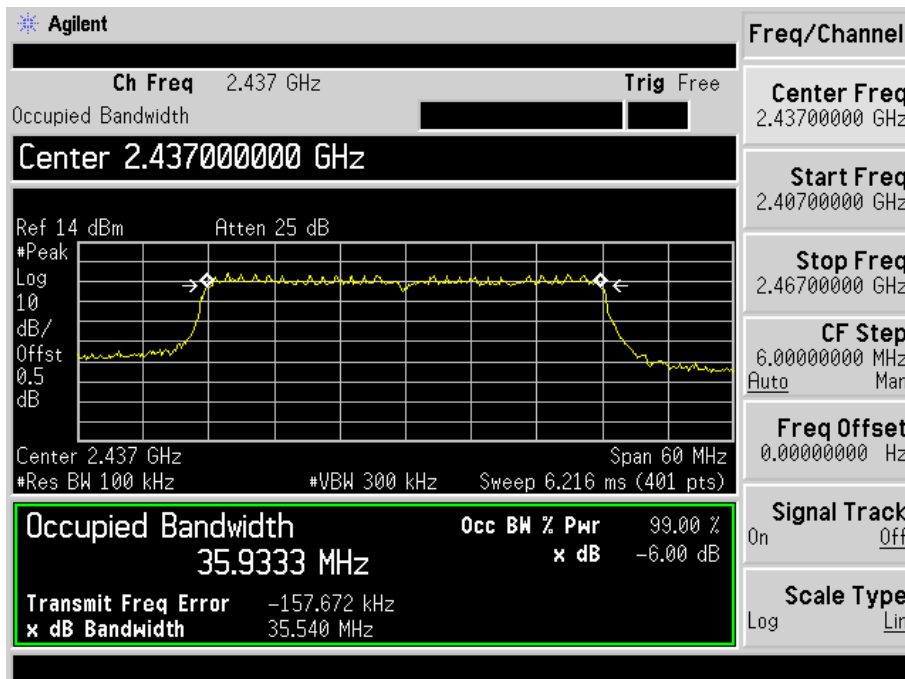 Agilent
Ch Freq 2.437 GHz Trig Free
Occupied Bandwidth
Center 2.437000000 GHz
Ref 14 dBm Atten 25 dB
#Peak
Log
10
dB/
Offst
0.5
dB
Center 2.437 GHz Span 60 MHz
#Res BW 100 kHz #VBW 300 kHz Sweep 6.216 ms (401 pts)
Occupied Bandwidth Occ BW % Pwr 99.00 %
35.9333 MHz x dB -6.00 dB
Transmit Freq Error -157.672 kHz
x dB Bandwidth 35.540 MHz
Freq/Channel
Center Freq
2.43700000 GHz
Start Freq
2.40700000 GHz
Stop Freq
2.46700000 GHz
CF Step
6.00000000 MHz
Auto Man
Freq Offset
0.00000000 Hz
Signal Track
On Off
Scale Type
Log Lin